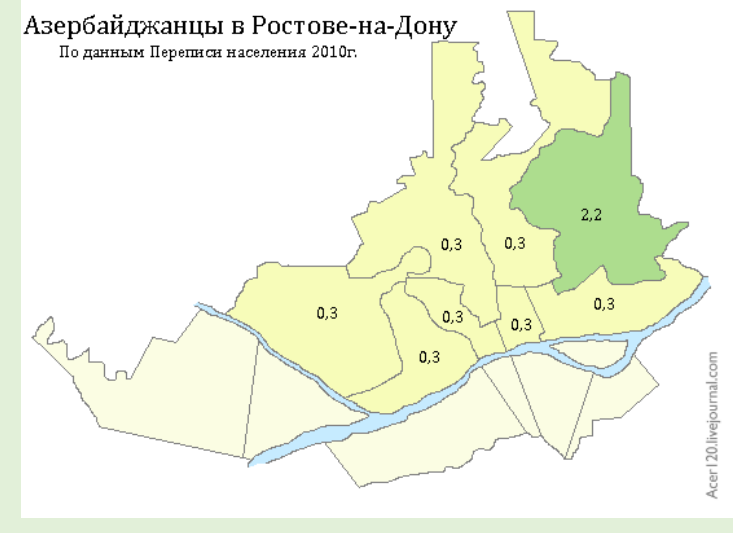 Азербайджанцы в Ростове-на-Дону
По данным Переписи населения 2010г.
2,2
0,3
0,3
0,3
0,3
0,3
0,3
0,3
Acer120.livejournal.com